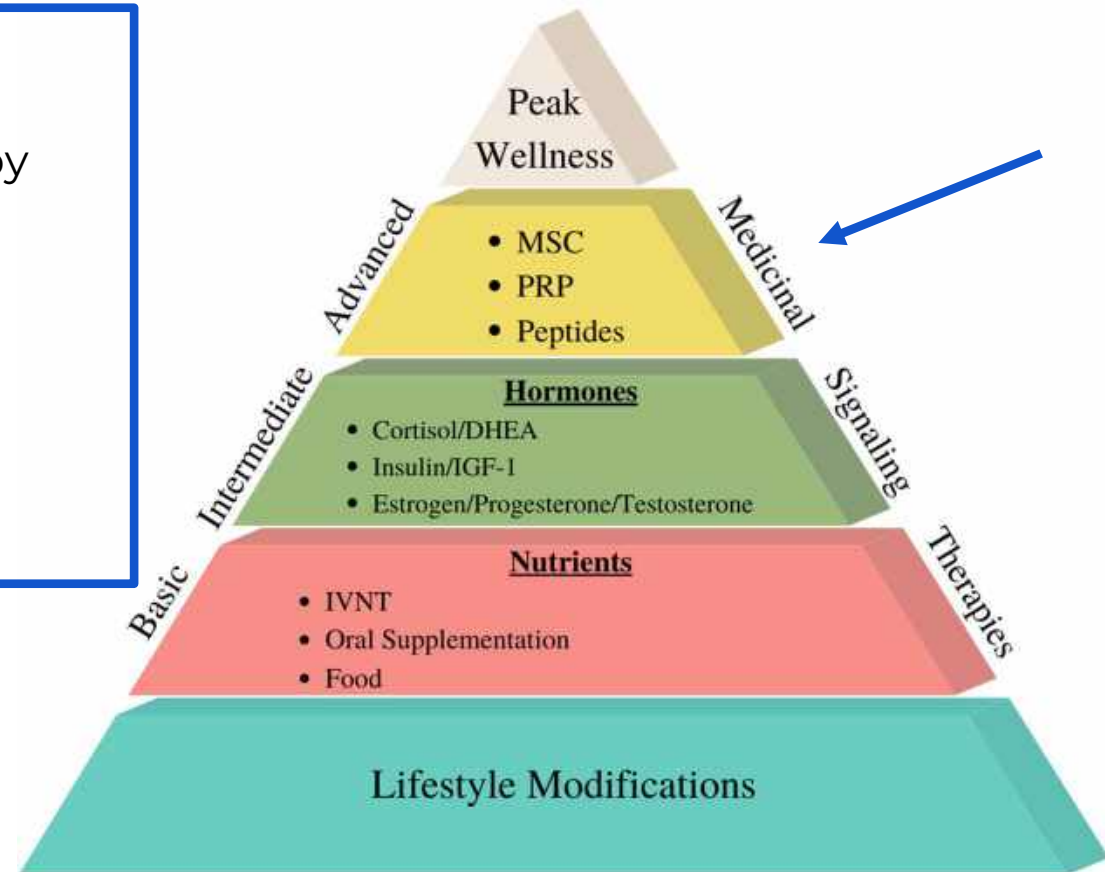 py
Peak
Wellness
Advanced
Medicinal
• MSC
• PRP
• Peptides
Intermediate
Signaling
Hormones
• Cortisol/DHEA
• Insulin/IGF-1
• Estrogen/Progesterone/Testosterone
Basic
Therapies
Nutrients
• IVNT
• Oral Supplementation
• Food
Lifestyle Modifications